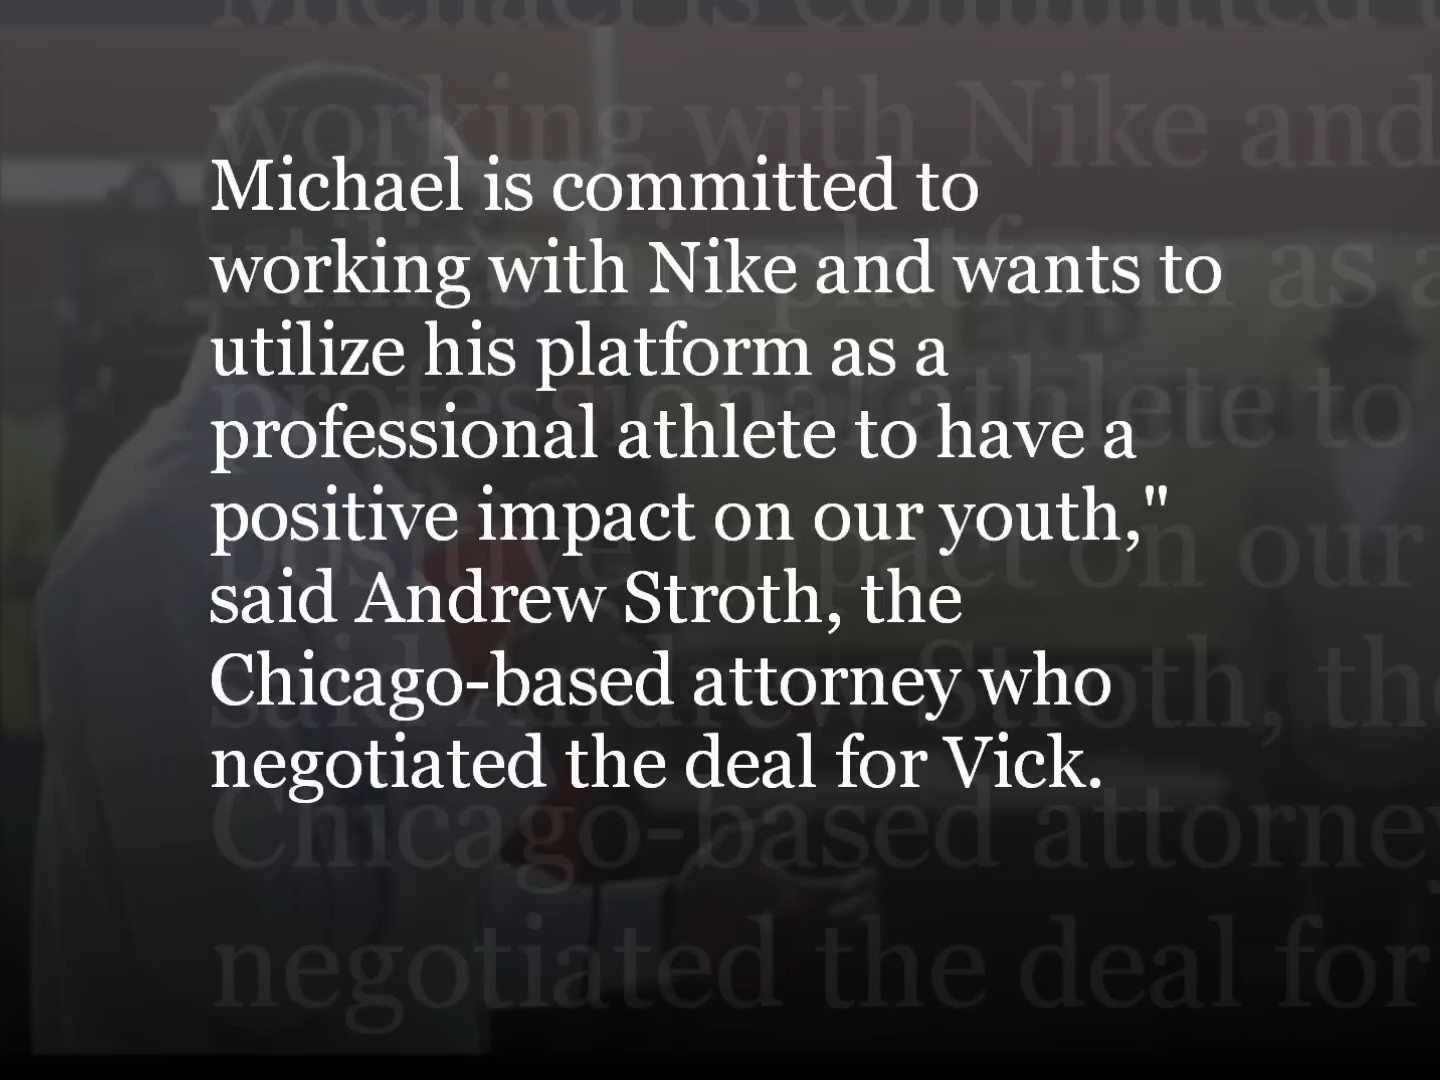 Michael is committed to
working with Nike and wants to
utilize his platform as a
professional athlete to have a
positive impact on our youth,"
said Andrew Stroth, the
Chicago-based attorney who
negotiated the deal for Vick.